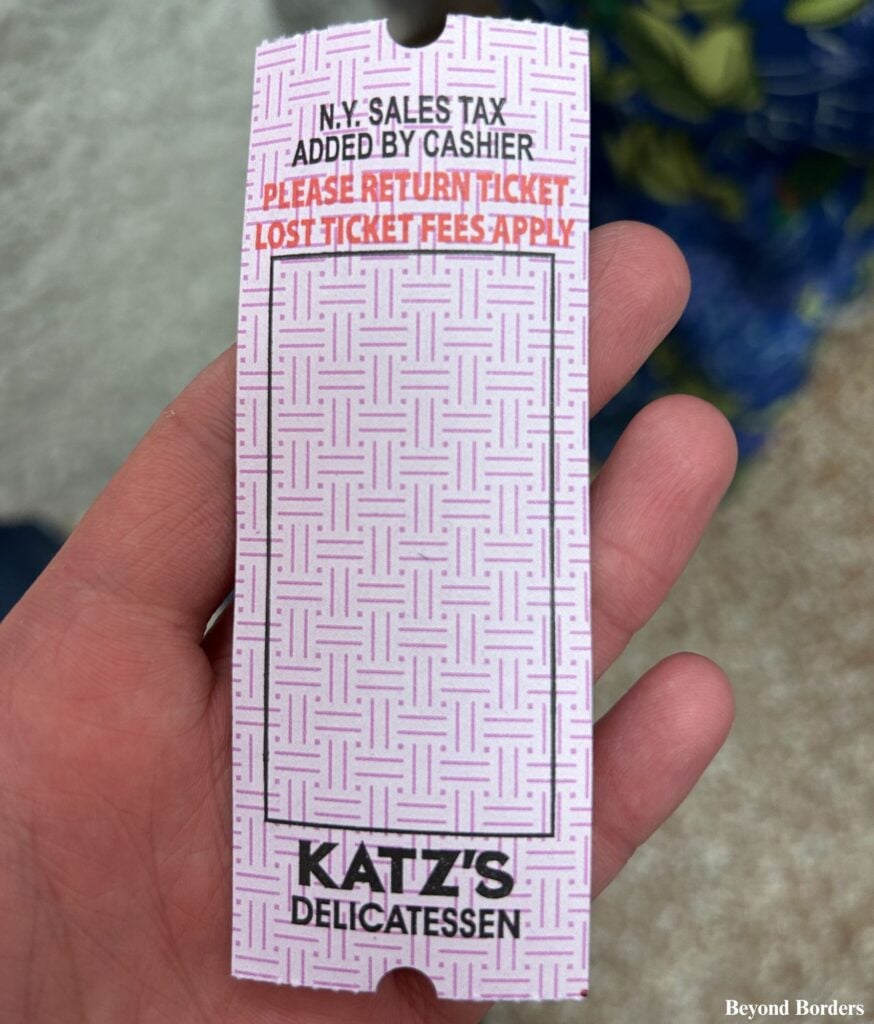 N.Y. SALES TAX
ADDED BY CASHIER
PLEASE RETURN TICKET
LOST TICKET FEES APPLY
KATZ'S
DELICATESSEN
Beyond Borders